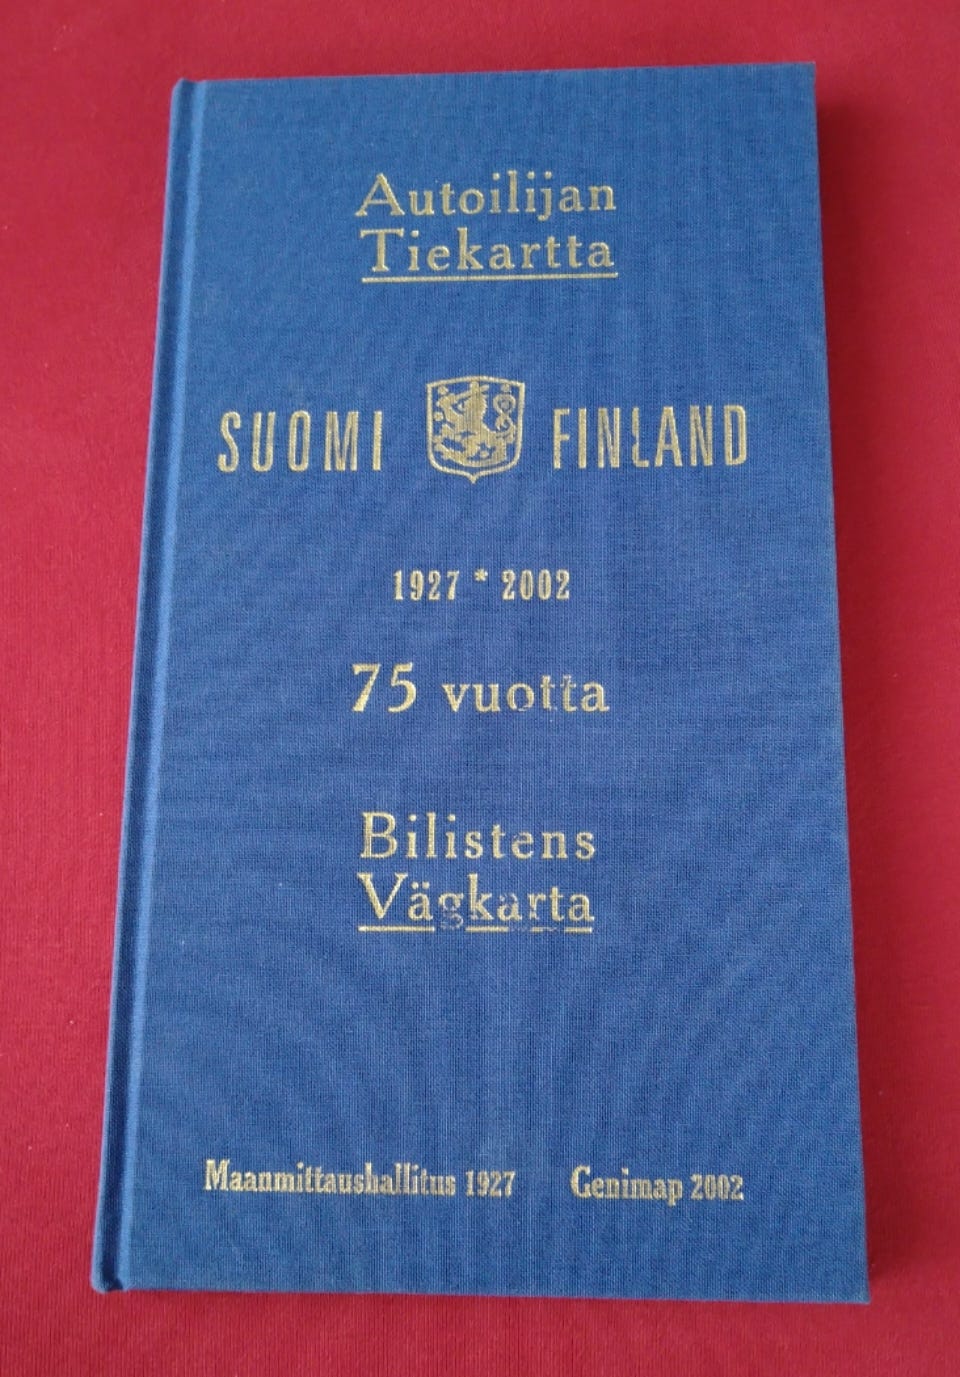 Autoilijan
Tiekartta
SUOMI FINLAND
1927 * 2002
75 vuotta
Bilistens
Vägkarta
Maanmittaushallitus 1927 Genimap 2002